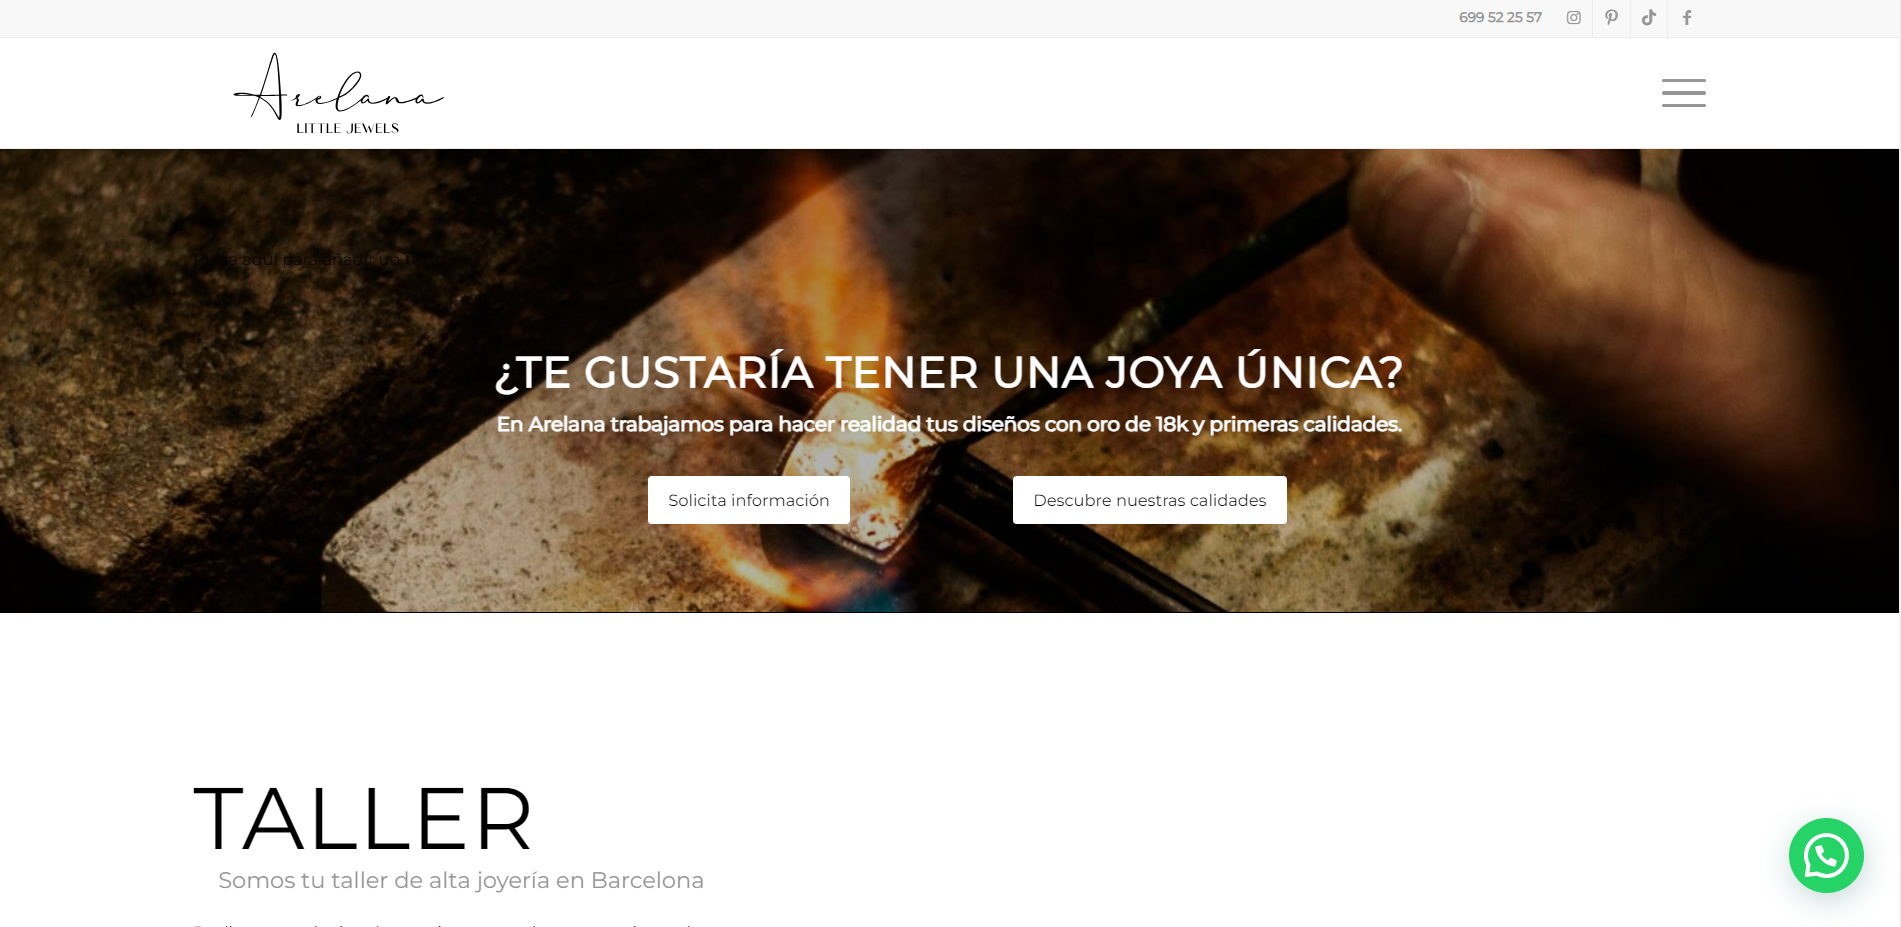 699 52 25 57
Arelana
LITTLE JEWELS
Pulsa aquí para añadir un
¿TE GUSTARÍA TENER UNA JOYA ÚNICA?
En Arelana trabajamos para hacer realidad tus diseños con oro de 18k y primeras calidades.
Solicita información
Descubre nuestras calidades
TALLER
Somos tu taller de alta joyería en Barcelona